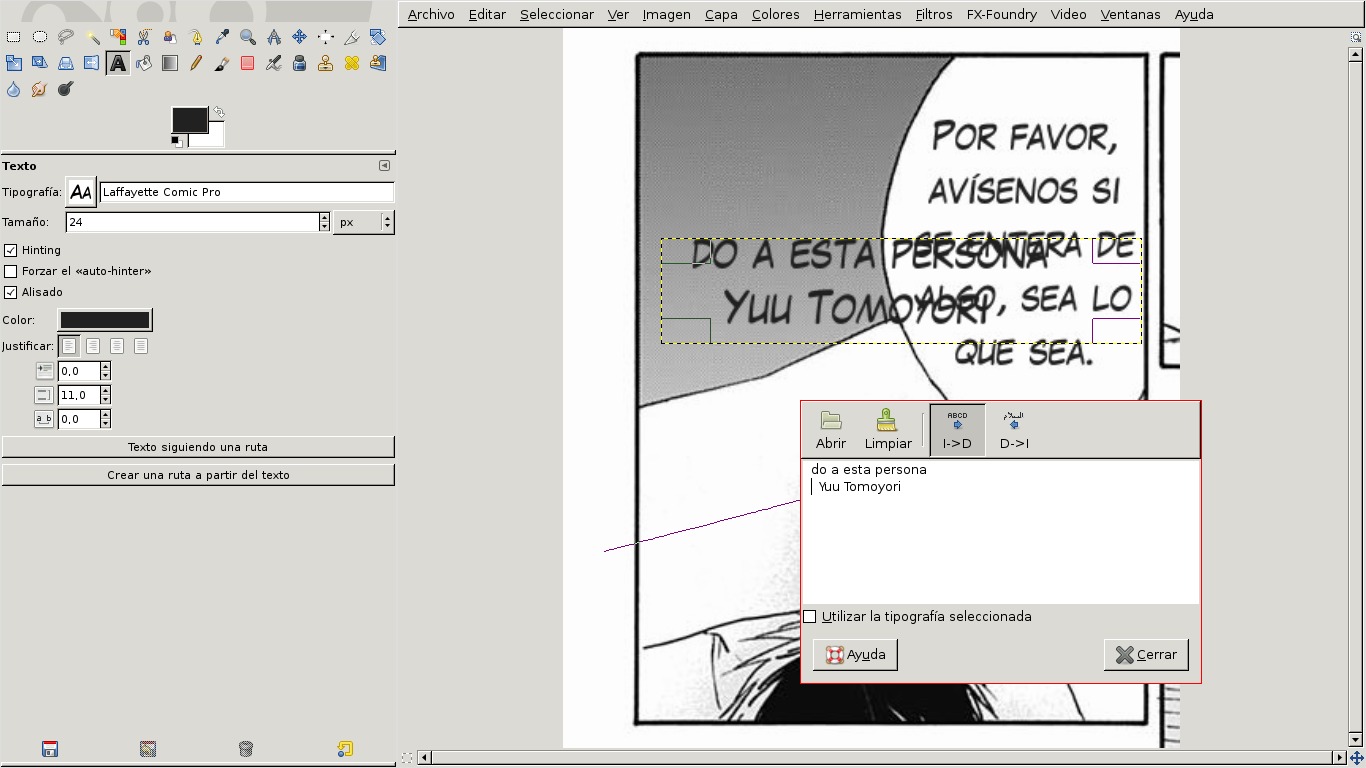 Archivo Editar Seleccionar Ver Imagen Capa Colores Herramientas Filtros FX-Foundry Video Ventanas Ayuda
Texto
Tipografía: AA Laffayette Comic Pro
Tamaño: 24 px
Hinting
Forzar el «auto-hinter»
Alisado
Color:
Justificar:
0,0
11,0
a b 0,0
Texto siguiendo una ruta
Crear una ruta a partir del texto
POR FAVOR,
AVÍSENOS SI
SE ENTERA DE
ALGO, SEA LO
QUE SEA.
DO A ESTA PERSONA
YUU TOMOYORI
Abrir Limpiar ABCD I->D السلام D->I
do a esta persona
Yuu Tomoyori
Utilizar la tipografía seleccionada
Ayuda Cerrar